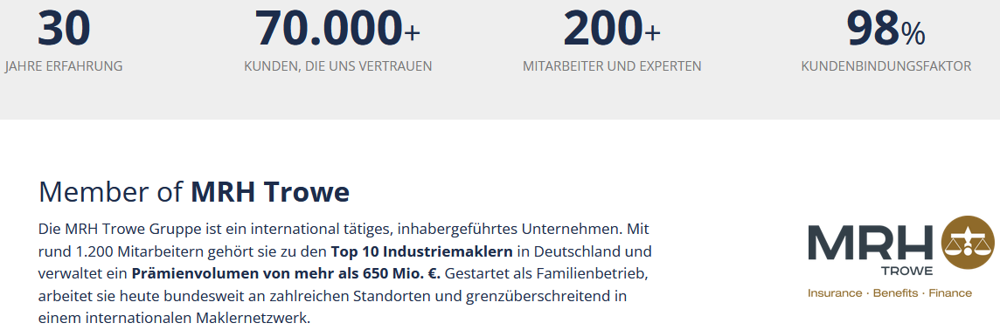 30
70.000+
200+
98%
JAHRE ERFAHRUNG
KUNDEN, DIE UNS VERTRAUEN
MITARBEITER UND EXPERTEN
KUNDENBINDUNGSFAKTOR
Member of MRH Trowe
Die MRH Trowe Gruppe ist ein international tätiges, inhabergeführtes Unternehmen. Mit
rund 1.200 Mitarbeitern gehört sie zu den Top 10 Industriemaklern in Deutschland und
verwaltet ein Prämienvolumen von mehr als 650 Mio. €. Gestartet als Familienbetrieb,
arbeitet sie heute bundesweit an zahlreichen Standorten und grenzüberschreitend in
einem internationalen Maklernetzwerk.
MRH
TROWE
Insurance · Benefits · Finance